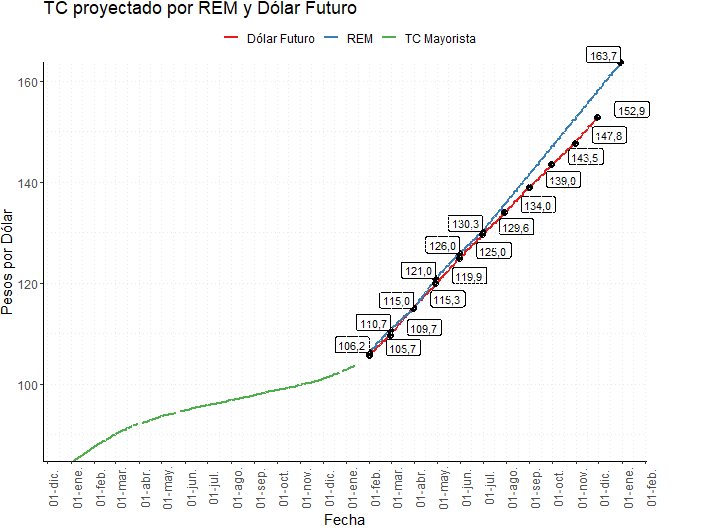 TC proyectado por REM y Dólar Futuro
Dólar Futuro REM TC Mayorista
Pesos por Dólar
160
140
120
100
163,7
152,9
147,8
143,5
139,0
134,0
130,3
129,6
126,0
125,0
121,0
119,9
115,0
115,3
110,7
109,7
106,2
105,7
01-dic.
01-ene.
01-feb.
01-mar.
01-abr.
01-may.
01-jun.
01-jul.
01-ago.
01-sep.
01-oct.
01-nov.
01-dic.
01-ene.
01-feb.
01-mar.
01-abr.
01-may.
01-jun.
01-jul.
01-ago.
01-sep.
01-oct.
01-nov.
01-dic.
01-ene.
01-feb.
Fecha